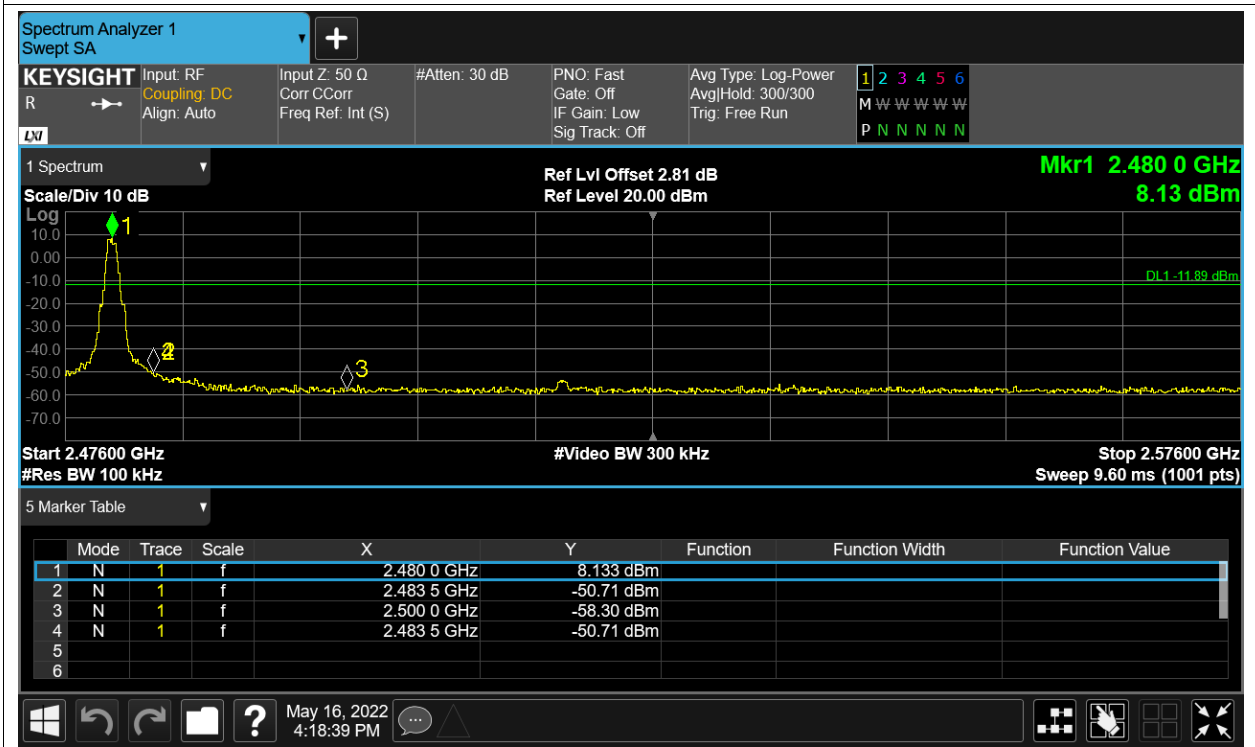 Spectrum Analyzer 1
Swept SA
KEYSIGHT Input: RF Input Z: 50 Ω #Atten: 30 dB PNO: Fast Avg Type: Log-Power 1 2 3 4 5 6
R Coupling: DC Corr CCorr Gate: Off Avg|Hold: 300/300 M W W W W W
Align: Auto Freq Ref: Int (S) IF Gain: Low Trig: Free Run
LXI Sig Track: Off P N N N N N
1 Spectrum Ref Lvl Offset 2.81 dB Mkr1 2.480 0 GHz
Scale/Div 10 dB Ref Level 20.00 dBm 8.13 dBm
Log
1
10.0
0.00
-10.0 DL1 -11.89 dBm
-20.0
-30.0
-40.0
-50.0 3
-60.0
-70.0
Start 2.47600 GHz #Video BW 300 kHz Stop 2.57600 GHz
#Res BW 100 kHz Sweep 9.60 ms (1001 pts)
5 Marker Table
Mode Trace Scale X Y Function Function Width Function Value
1 N 1 f 2.480 0 GHz 8.133 dBm
2 N 1 f 2.483 5 GHz -50.71 dBm
3 N 1 f 2.500 0 GHz -58.30 dBm
4 N 1 f 2.483 5 GHz -50.71 dBm
5
6
? May 16, 2022
4:18:39 PM